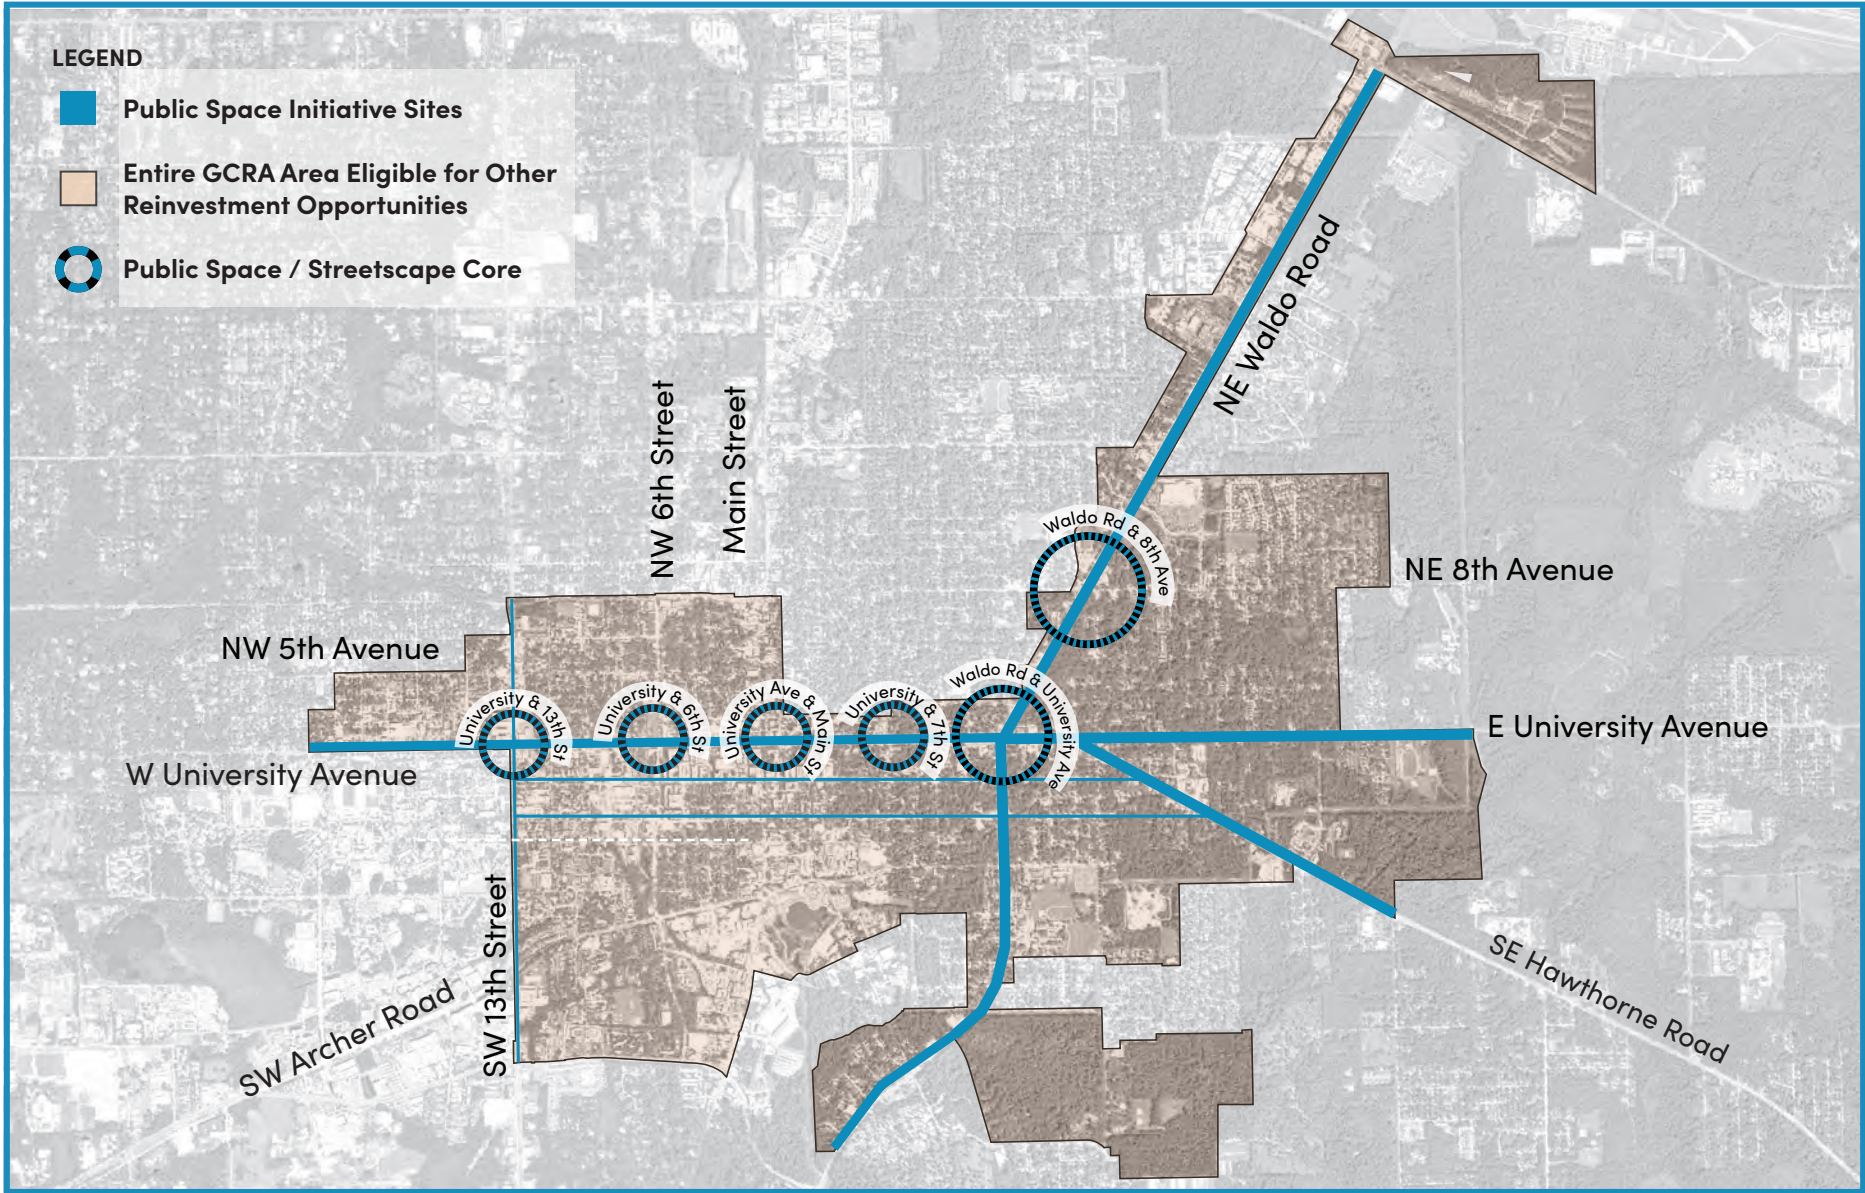 LEGEND
Public Space Initiative Sites
Entire GCRA Area Eligible for Other
Reinvestment Opportunities
Public Space / Streetscape Core
NE Waldo Road
NW 6th Street
Main Street
Waldo Rd & 8th Ave
NE 8th Avenue
NW 5th Avenue
University & 13th St
University & 6th St
University Ave & Main St
University & 7th St
Waldo Rd & University Ave
E University Avenue
W University Avenue
SW 13th Street
SW Archer Road
SE Hawthorne Road